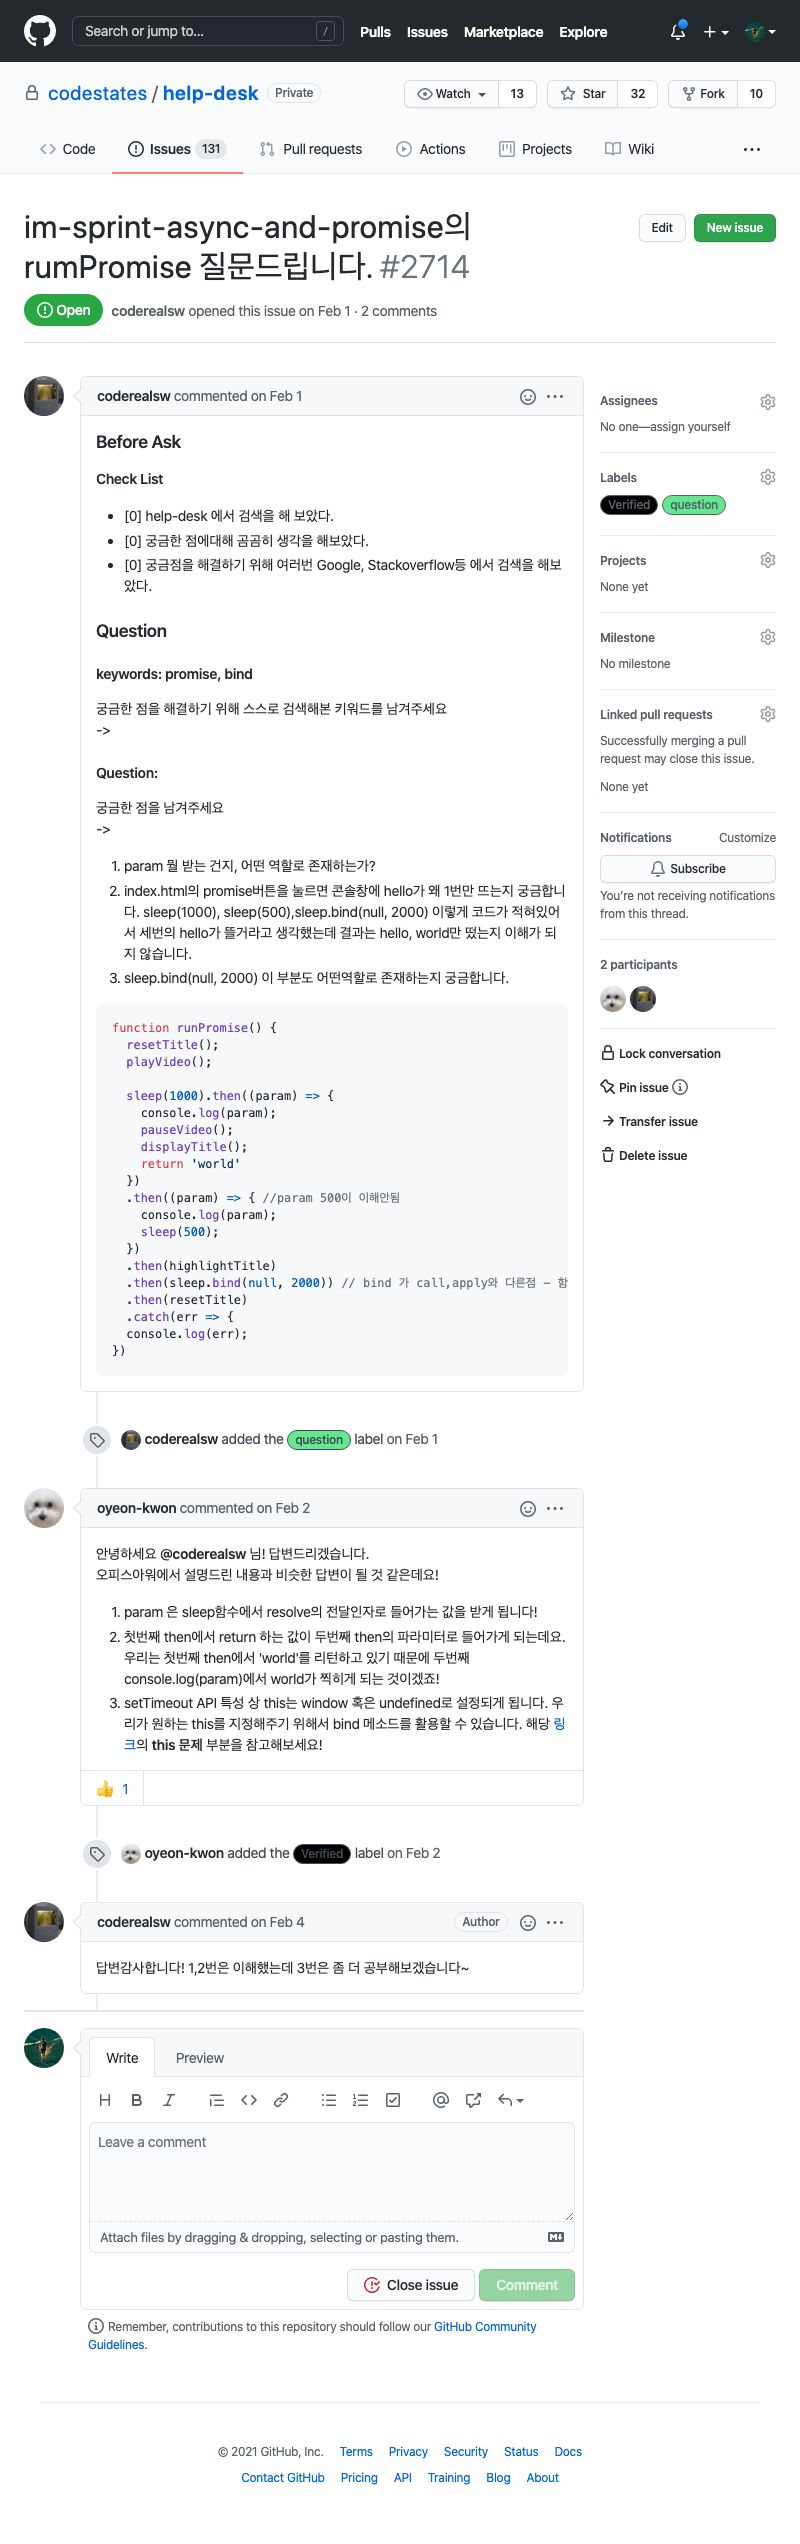 Search or jump to...
/
Pulls Issues Marketplace Explore
codestates / help-desk Private
Watch 13 Star 32 Fork 10
Code Issues 131 Pull requests Actions Projects Wiki
im-sprint-async-and-promise의
rumPromise 질문드립니다. #2714
Edit New issue
Open coderealsw opened this issue on Feb 1 · 2 comments
coderealsw commented on Feb 1
Before Ask
Check List
[0] help-desk 에서 검색을 해 보았다.
[0] 궁금한 점에대해 곰곰히 생각을 해보았다.
[0] 궁금점을 해결하기 위해 여러번 Google, Stackoverflow등 에서 검색을 해보
았다.
Question
keywords: promise, bind
궁금한 점을 해결하기 위해 스스로 검색해본 키워드를 남겨주세요
->
Question:
궁금한 점을 남겨주세요
->
1. param 뭘 받는 건지, 어떤 역할로 존재하는가?
2. index.html의 promise버튼을 누르면 콘솔창에 hello가 왜 1번만 뜨는지 궁금합니
다. sleep(1000), sleep(500),sleep.bind(null, 2000) 이렇게 코드가 적혀있어
서 세번의 hello가 뜰거라고 생각했는데 결과는 hello, world만 떴는지 이해가 되
지 않습니다.
3. sleep.bind(null, 2000) 이 부분도 어떤역할로 존재하는지 궁금합니다.
function runPromise() {
resetTitle();
playVideo();
sleep(1000).then((param) => {
console.log(param);
pauseVideo();
displayTitle();
return 'world'
})
.then((param) => { //param 500이 이해안됨
console.log(param);
sleep(500);
})
.then(highlightTitle)
.then(sleep.bind(null, 2000)) // bind 가 call,apply와 다른점 - 함
.then(resetTitle)
.catch(err => {
console.log(err);
})
Assignees
No one—assign yourself
Labels
Verified question
Projects
None yet
Milestone
No milestone
Linked pull requests
Successfully merging a pull
request may close this issue.
None yet
Notifications Customize
Subscribe
You're not receiving notifications
from this thread.
2 participants
Lock conversation
Pin issue
Transfer issue
Delete issue
coderealsw added the question label on Feb 1
oyeon-kwon commented on Feb 2
안녕하세요 @coderealsw 님! 답변드리겠습니다.
오피스아워에서 설명드린 내용과 비슷한 답변이 될 것 같은데요!
1. param 은 sleep함수에서 resolve의 전달인자로 들어가는 값을 받게 됩니다!
2. 첫번째 then에서 return 하는 값이 두번째 then의 파라미터로 들어가게 되는데요.
우리는 첫번째 then에서 'world'를 리턴하고 있기 때문에 두번째
console.log(param)에서 world가 찍히게 되는 것이겠죠!
3. setTimeout API 특성 상 this는 window 혹은 undefined로 설정되게 됩니다. 우
리가 원하는 this를 지정해주기 위해서 bind 메소드를 활용할 수 있습니다. 해당 링
크의 this 문제 부분을 참고해보세요!
1
oyeon-kwon added the Verified label on Feb 2
coderealsw commented on Feb 4 Author
답변감사합니다! 1,2번은 이해했는데 3번은 좀 더 공부해보겠습니다~
Write Preview
Leave a comment
Attach files by dragging & dropping, selecting or pasting them.
Close issue Comment
Remember, contributions to this repository should follow our GitHub Community
Guidelines.
© 2021 GitHub, Inc. Terms Privacy Security Status Docs
Contact GitHub Pricing API Training Blog About